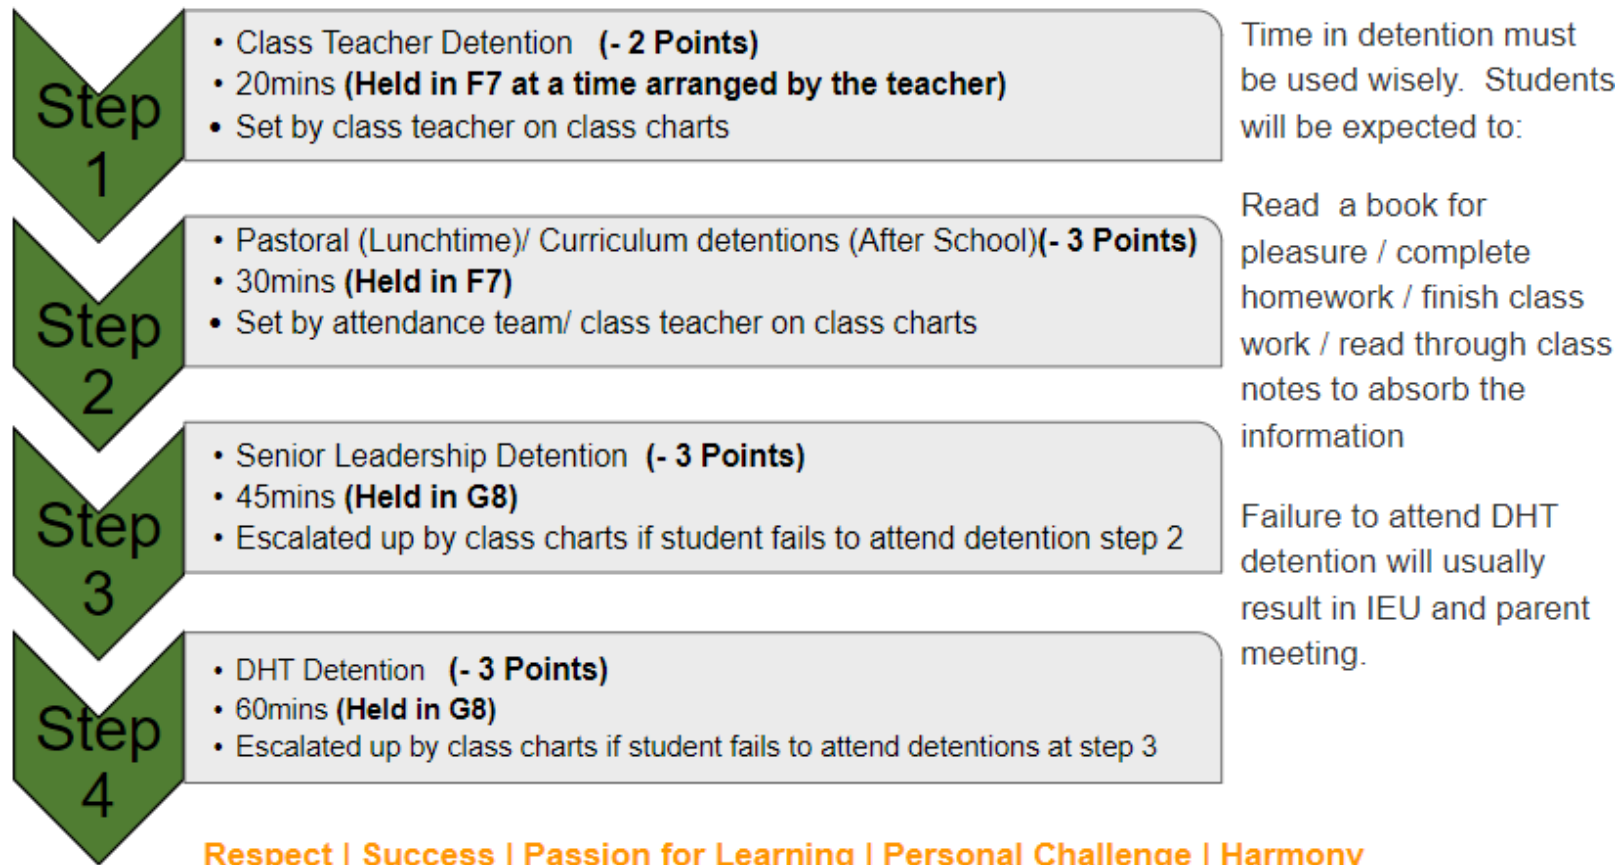 Step
1
• Class Teacher Detention (- 2 Points)
• 20mins (Held in F7 at a time arranged by the teacher)
• Set by class teacher on class charts
Step
2
• Pastoral (Lunchtime)/ Curriculum detentions (After School)(- 3 Points)
• 30mins (Held in F7)
• Set by attendance team/ class teacher on class charts
Step
3
• Senior Leadership Detention (- 3 Points)
• 45mins (Held in G8)
• Escalated up by class charts if student fails to attend detention step 2
Step
4
• DHT Detention (- 3 Points)
• 60mins (Held in G8)
• Escalated up by class charts if student fails to attend detentions at step 3
Time in detention must
be used wisely. Students
will be expected to:
Read a book for
pleasure / complete
homework / finish class
work / read through class
notes to absorb the
information
Failure to attend DHT
detention will usually
result in IEU and parent
meeting.
Respect | Success | Passion for Learning | Personal Challenge | Harmony